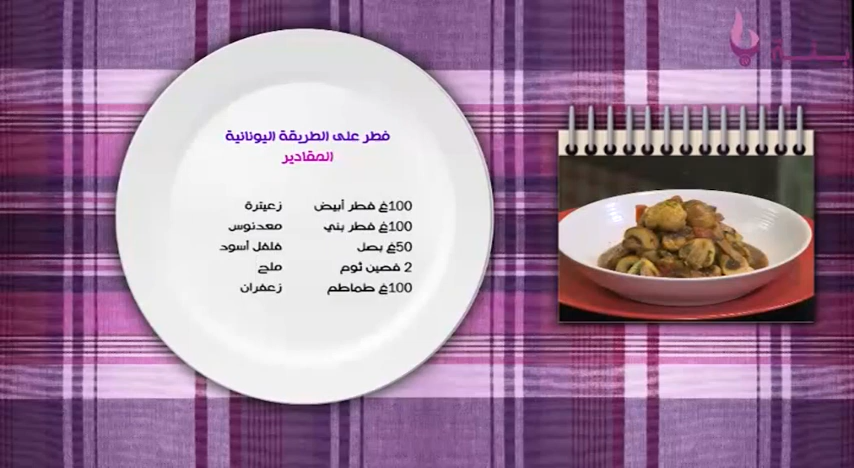 بنة
فطر على الطريقة اليونانية
المقادير
100غ فطر أبيض
100غ فطر بني
50غ بصل
2 فصين ثوم
100غ طماطم
زعيترة
معدنوس
فلفل أسود
ملح
زعفران